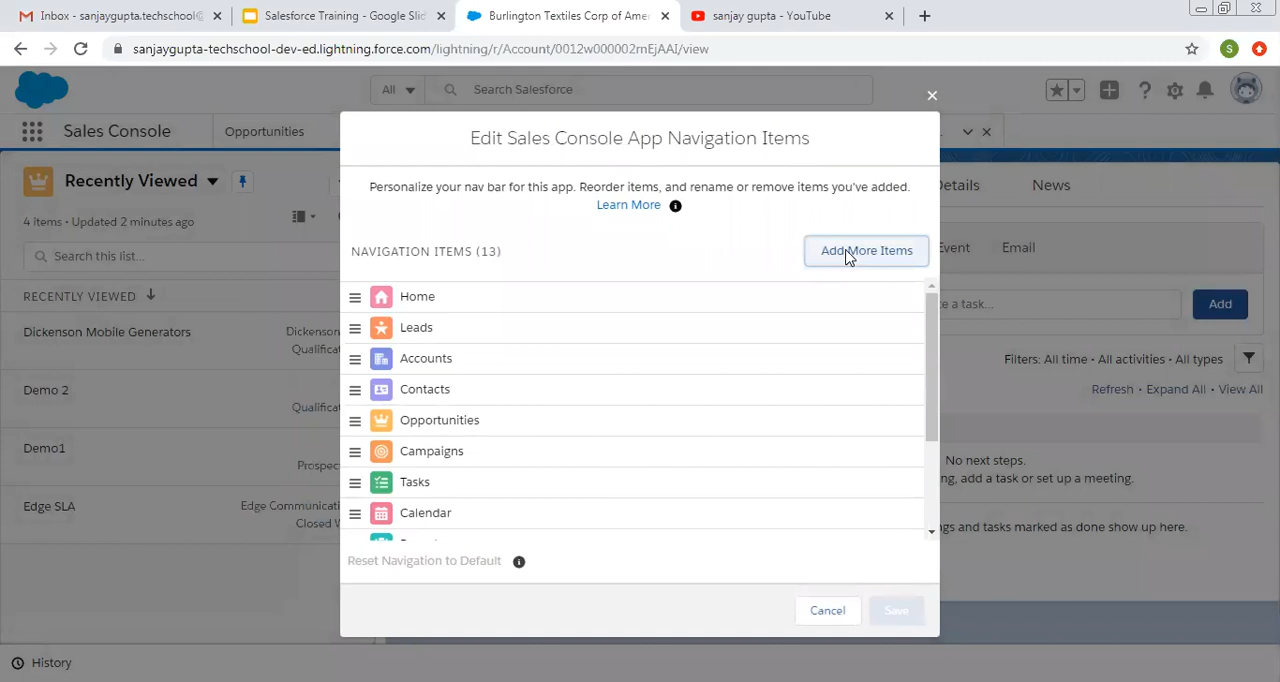 Inbox - sanjaygupta.techschool@
Salesforce Training - Google Slid
Burlington Textiles Corp of Amer
sanjay gupta - YouTube
sanjaygupta-techschool-dev-ed.lightning.force.com/lightning/r/Account/0012w000002rnEjAAI/view
S
All
Search Salesforce
Sales Console
Opportunities
Edit Sales Console App Navigation Items
Recently Viewed
Details
News
Personalize your nav bar for this app. Reorder items, and rename or remove items you've added.
Learn More
4 items • Updated 2 minutes ago
Search this list...
NAVIGATION ITEMS (13)
Add More Items
Event
Email
RECENTLY VIEWED
Home
e a task...
Add
Leads
Dickenson Mobile Generators
Dickenson
Qualificat
Accounts
Filters: All time • All activities • All types
Contacts
Refresh • Expand All • View All
Demo 2
Qualificat
Opportunities
Demo1
Prospec
Campaigns
No next steps.
ng, add a task or set up a meeting.
Tasks
Edge SLA
Edge Communicati
Closed W
Calendar
ngs and tasks marked as done show up here.
Reset Navigation to Default
Cancel
Save
History